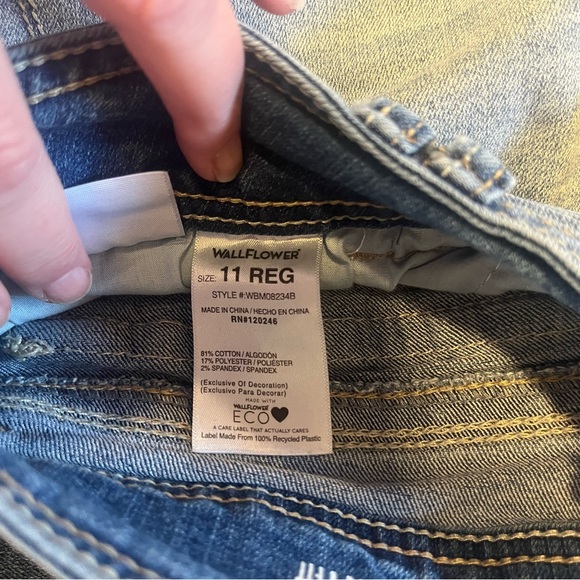 WALLFLOWER®
SIZE: 11 REG
STYLE #:WBM08234B
MADE IN CHINA / HECHO EN CHINA
RN#120246
81% COTTON / ALGODÓN
17% POLYESTER / POLIÉSTER
2% SPANDEX / SPANDEX
(Exclusive Of Decoration)
(Exclusivo Para Decorar)
MADE WITH
WALLFLOWER
ECO
A CARE LABEL THAT ACTUALLY CARES
Label Made From 100% Recycled Plastic